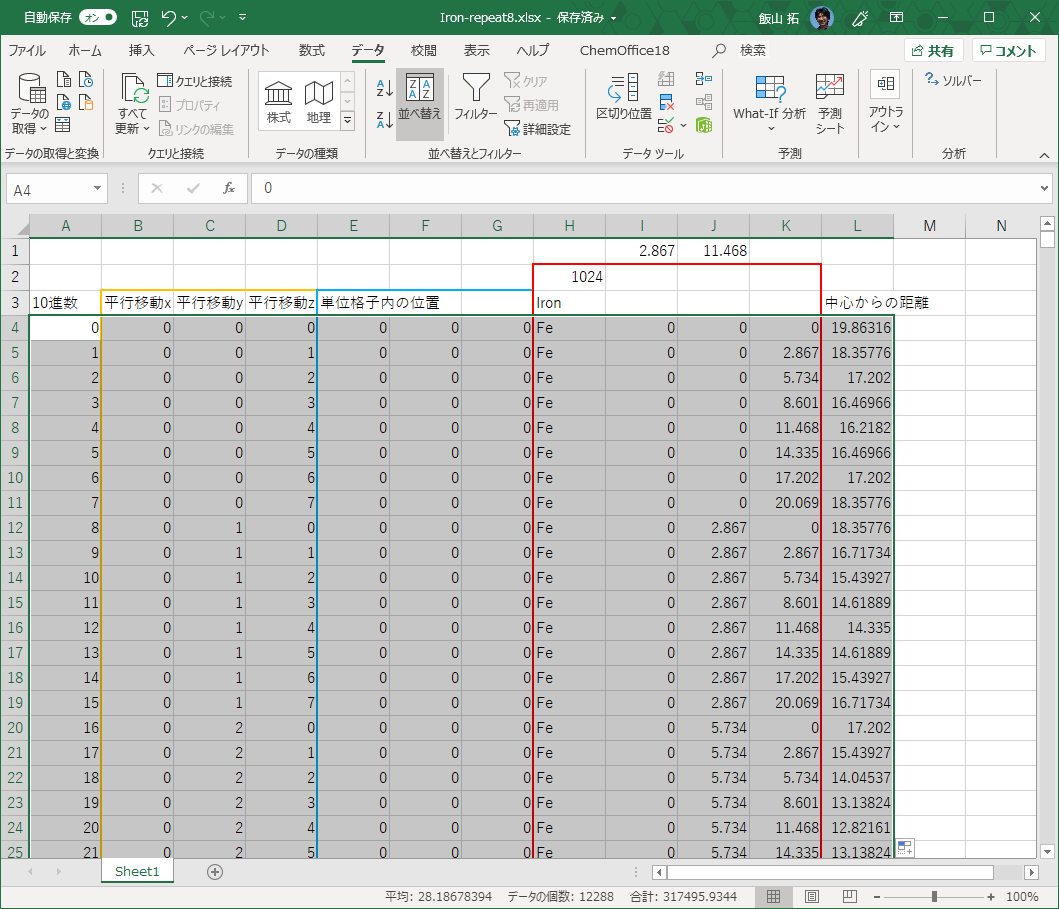 自動保存 オン Iron-repeat8.xlsx - 保存済み 飯山 拓
ファイル ホーム 挿入 ページ レイアウト 数式 データ 校閲 表示 ヘルプ ChemOffice18 検索 共有 コメント
データの取得 すべて更新 クエリと接続 プロパティ リンクの編集 株式 地理 並べ替え フィルター クリア 再適用 詳細設定 区切り位置 What-If 分析 予測シート アウトライン ソルバー
データの取得と変換 クエリと接続 データの種類 並べ替えとフィルター データ ツール 予測 分析
A4 fx 0
A B C D E F G H I J K L M N
1 2.867 11.468
2 1024
3 10進数 平行移動x 平行移動y 平行移動z 単位格子内の位置 Iron 中心からの距離
4 0 0 0 0 0 0 0 Fe 0 0 0 19.86316
5 1 0 0 1 0 0 0 Fe 0 0 2.867 18.35776
6 2 0 0 2 0 0 0 Fe 0 0 5.734 17.202
7 3 0 0 3 0 0 0 Fe 0 0 8.601 16.46966
8 4 0 0 4 0 0 0 Fe 0 0 11.468 16.2182
9 5 0 0 5 0 0 0 Fe 0 0 14.335 16.46966
10 6 0 0 6 0 0 0 Fe 0 0 17.202 17.202
11 7 0 0 7 0 0 0 Fe 0 0 20.069 18.35776
12 8 0 1 0 0 0 0 Fe 0 2.867 0 18.35776
13 9 0 1 1 0 0 0 Fe 0 2.867 2.867 16.71734
14 10 0 1 2 0 0 0 Fe 0 2.867 5.734 15.43927
15 11 0 1 3 0 0 0 Fe 0 2.867 8.601 14.61889
16 12 0 1 4 0 0 0 Fe 0 2.867 11.468 14.335
17 13 0 1 5 0 0 0 Fe 0 2.867 14.335 14.61889
18 14 0 1 6 0 0 0 Fe 0 2.867 17.202 15.43927
19 15 0 1 7 0 0 0 Fe 0 2.867 20.069 16.71734
20 16 0 2 0 0 0 0 Fe 0 5.734 0 17.202
21 17 0 2 1 0 0 0 Fe 0 5.734 2.867 15.43927
22 18 0 2 2 0 0 0 Fe 0 5.734 5.734 14.04537
23 19 0 2 3 0 0 0 Fe 0 5.734 8.601 13.13824
24 20 0 2 4 0 0 0 Fe 0 5.734 11.468 12.82161
25 21 0 2 5 0 0 0 Fe 0 5.734 14.335 13.13824
Sheet1
平均: 28.18678394 データの個数: 12288 合計: 317495.9344 100%